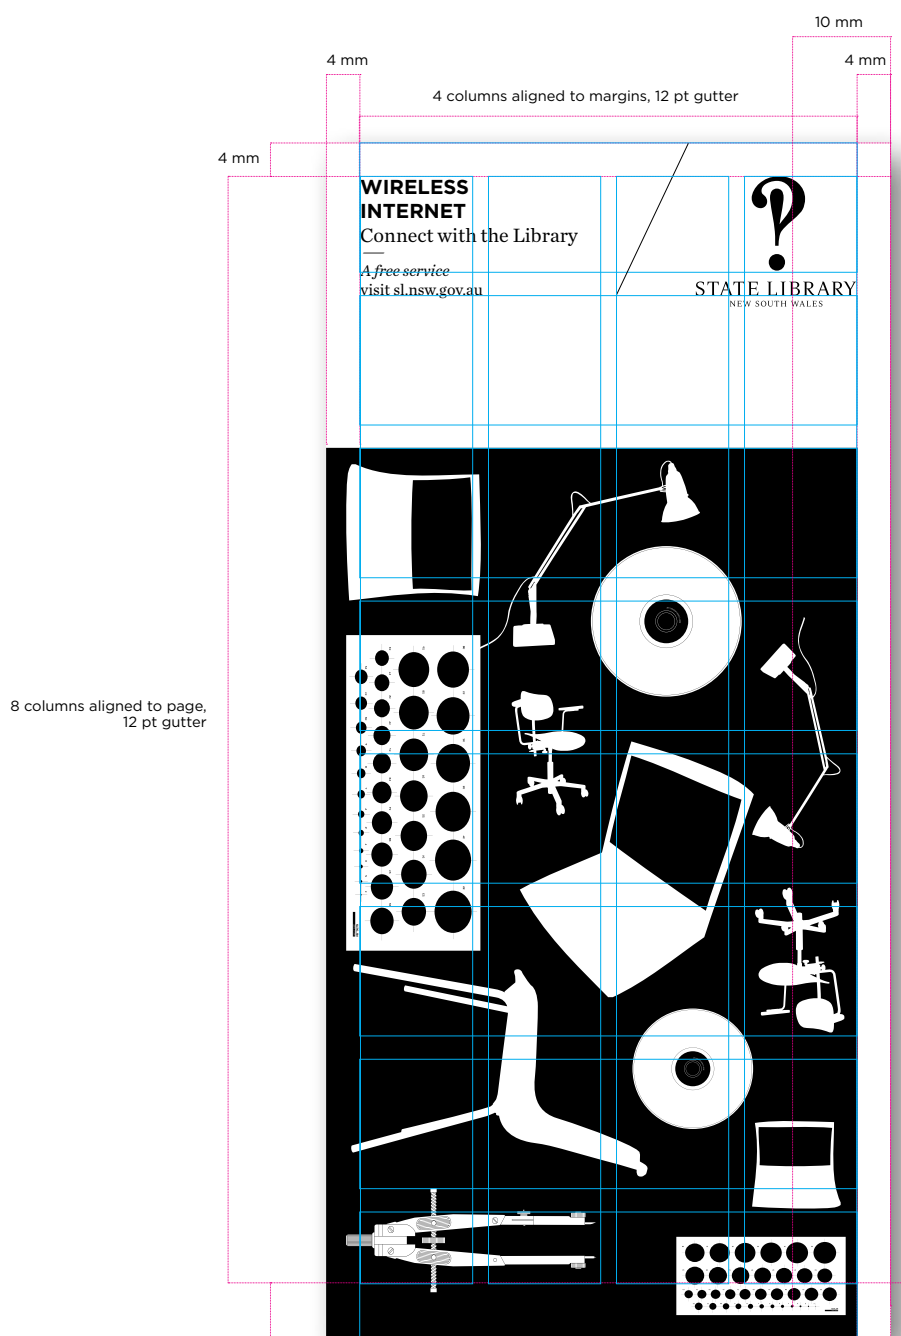 10 mm
4 mm
4 mm
4 columns aligned to margins, 12 pt gutter
4 mm
WIRELESS
INTERNET
Connect with the Library
A free service
visit sl.nsw.gov.au
STATE LIBRARY
NEW SOUTH WALES
8 columns aligned to page,
12 pt gutter